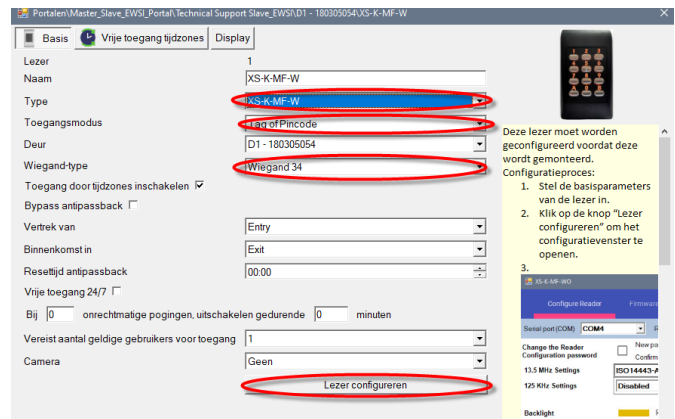 Portalen\Master_Slave_EWSI_Portal\Technical Support Slave_EWSI\D1 - 180305054\XS-K-MF-W
Basis
Vrije toegang tijdzones
Display
Lezer 1
Naam XS-K-MF-W
Type XS-K-MF-W
Toegangsmodus Tag of Pincode
Deur D1 - 180305054
Wiegand-type Wiegand 34
Toegang door tijdzones inschakelen
Bypass antipassback
Vertrek van Entry
Binnenkomst in Exit
Resettijd antipassback 00:00
Vrije toegang 24/7
Bij 0 onrechtmatige pogingen, uitschakelen gedurende 0 minuten
Vereist aantal geldige gebruikers voor toegang 1
Camera Geen
Lezer configureren
Deze lezer moet worden
geconfigureerd voordat deze
wordt gemonteerd.
Configuratieproces:
1. Stel de basisparameters
van de lezer in.
2. Klik op de knop "Lezer
configureren" om het
configuratievenster te
openen.
3.
XS-K-MF-WO
Configure Reader
Firmware
Serial port (COM) COM4
Change the Reader
Configuration password
New pa
Confirm
13.5 MHz Settings ISO14443-A
125 KHz Settings Disabled
Backlight